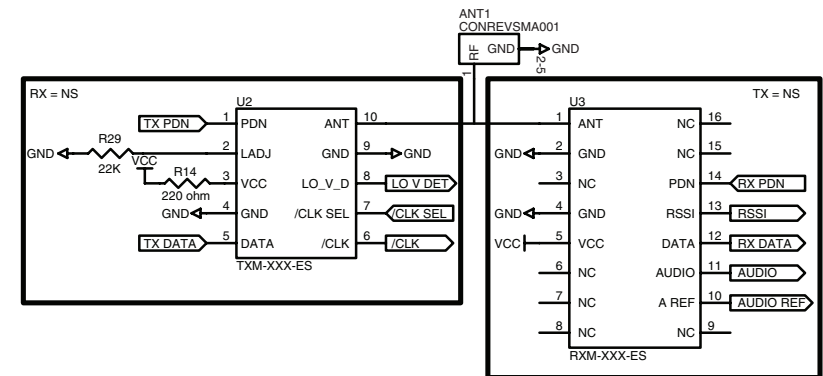 ANT1
CONREVSMA001
RF
GND
GND
1
2-5
RX = NS
U2
TX PDN
1
PDN
ANT
10
R29
GND
22K
2
LADJ
GND
9
GND
VCC
R14
220 ohm
3
VCC
LO_V_D
8
LO V DET
GND
4
GND
/CLK SEL
7
/CLK SEL
TX DATA
5
DATA
/CLK
6
/CLK
TXM-XXX-ES
TX = NS
U3
1
ANT
NC
16
GND
2
GND
NC
15
3
NC
PDN
14
RX PDN
GND
4
GND
RSSI
13
RSSI
VCC
5
VCC
DATA
12
RX DATA
6
NC
AUDIO
11
AUDIO
7
NC
A REF
10
AUDIO REF
8
NC
NC
9
RXM-XXX-ES